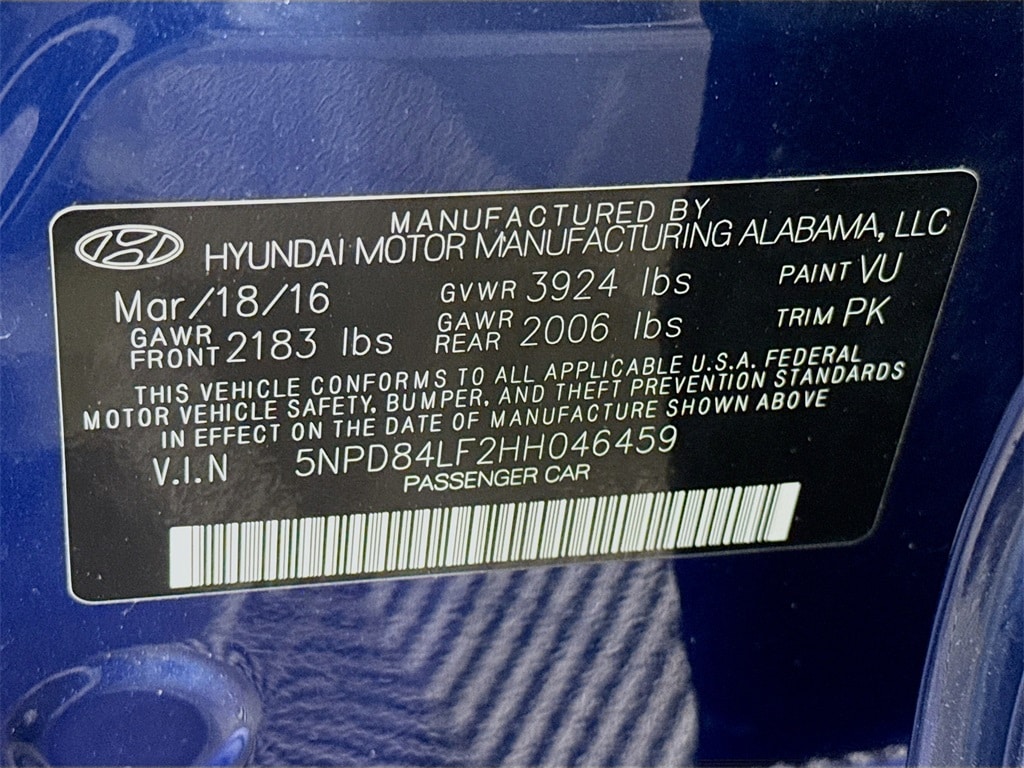 MANUFACTURED BY
HYUNDAI MOTOR MANUFACTURING ALABAMA, LLC
Mar/18/16 GVWR 3924 lbs PAINT VU
GAWR FRONT 2183 lbs GAWR REAR 2006 lbs TRIM PK
THIS VEHICLE CONFORMS TO ALL APPLICABLE U.S.A. FEDERAL
MOTOR VEHICLE SAFETY, BUMPER, AND THEFT PREVENTION STANDARDS
IN EFFECT ON THE DATE OF MANUFACTURE SHOWN ABOVE
V.I.N 5NPD84LF2HH046459
PASSENGER CAR